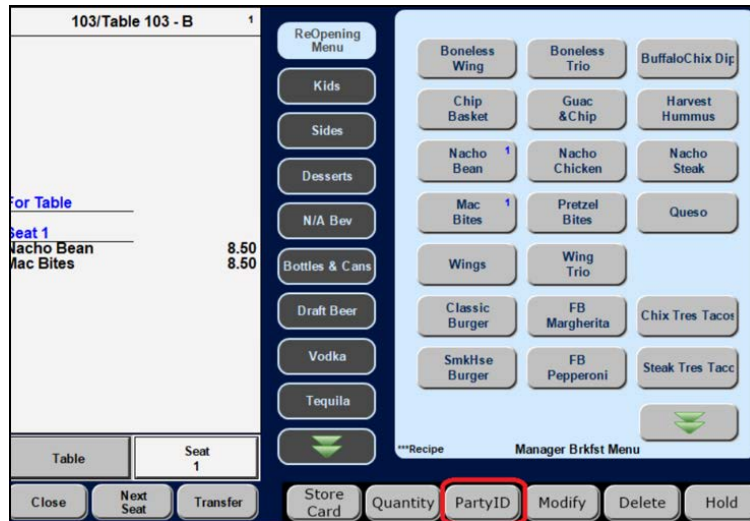 103/Table 103 - B 1
For Table
Seat 1
Nacho Bean 8.50
Mac Bites 8.50
Table
Seat
1
Close
Next
Seat
Transfer
ReOpening
Menu
Kids
Sides
Desserts
N/A Bev
Bottles & Cans
Draft Beer
Vodka
Tequila
Boneless
Wing
Boneless
Trio
BuffaloChix Dip
Chip
Basket
Guac
&Chip
Harvest
Hummus
Nacho 1
Bean
Nacho
Chicken
Nacho
Steak
Mac 1
Bites
Pretzel
Bites
Queso
Wings
Wing
Trio
Classic
Burger
FB
Margherita
Chix Tres Tacos
SmkHse
Burger
FB
Pepperoni
Steak Tres Tacc
***Recipe
Manager Brkfst Menu
Store
Card
Quantity
PartyID
Modify
Delete
Hold